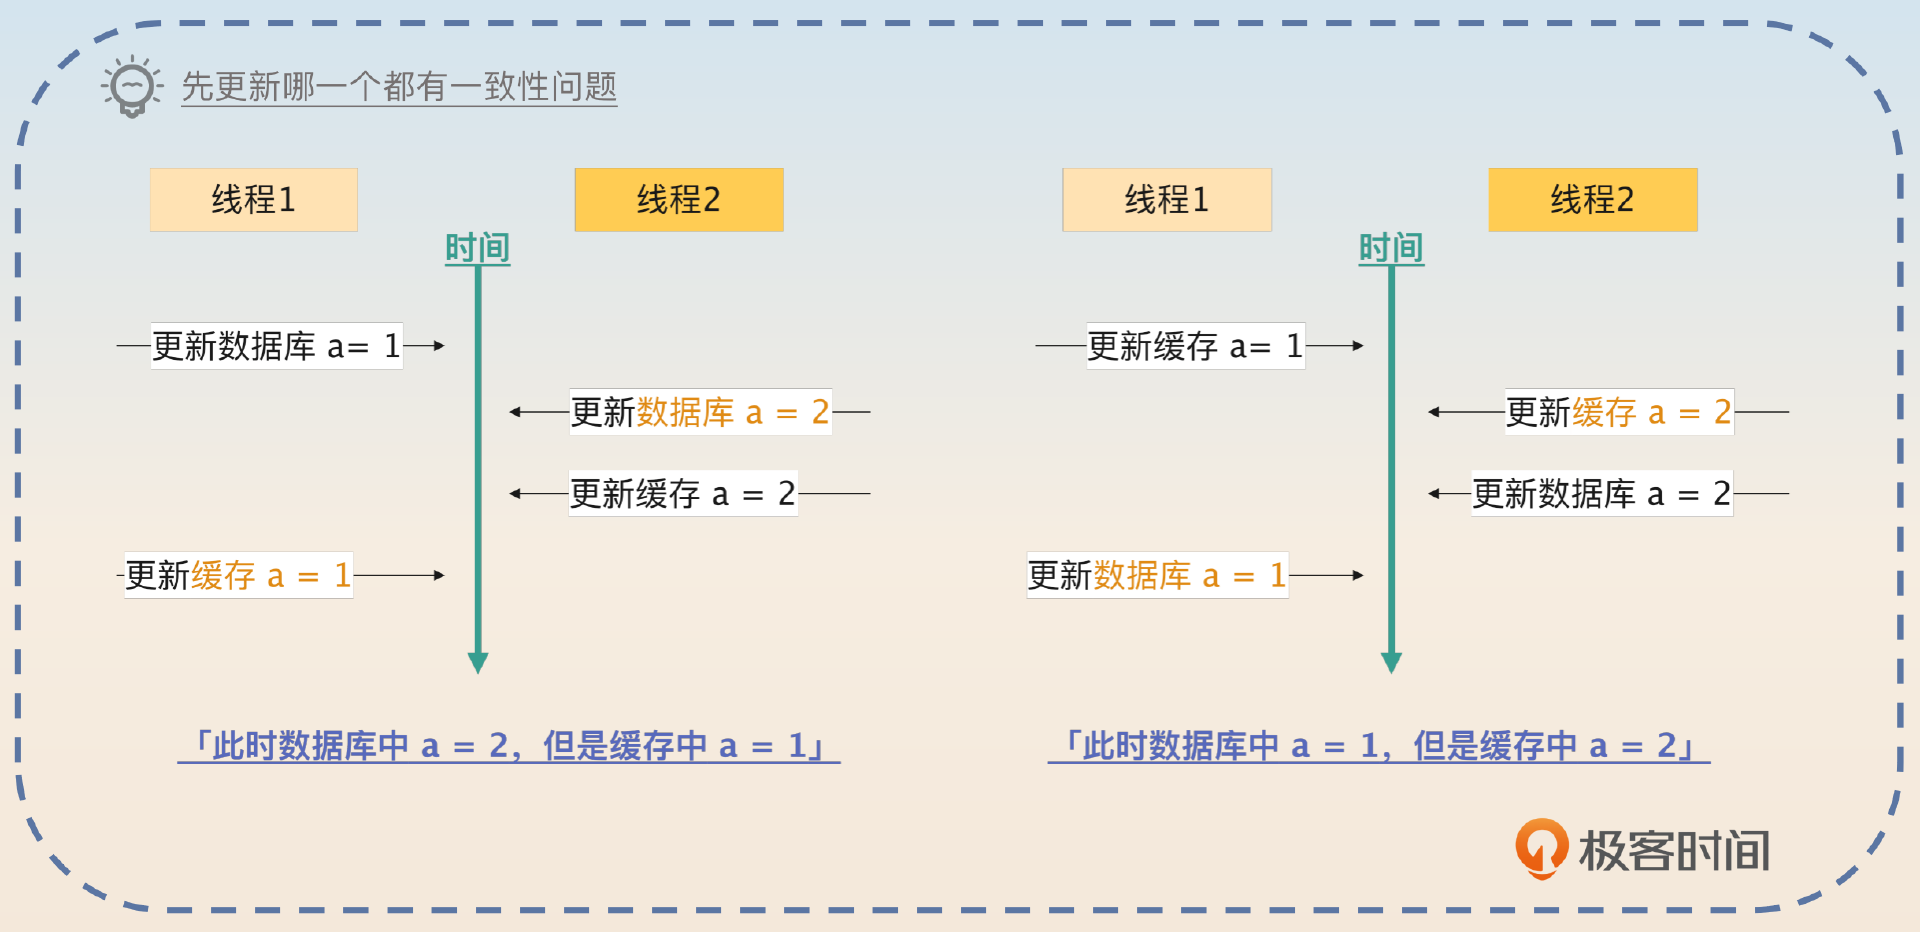 先更新哪一个都有一致性问题
线程1
线程2
时间
更新数据库 a= 1
更新数据库 a = 2
更新缓存 a = 2
更新缓存 a = 1
「此时数据库中 a = 2，但是缓存中 a = 1」
线程1
线程2
时间
更新缓存 a= 1
更新缓存 a = 2
更新数据库 a = 2
更新数据库 a = 1
「此时数据库中 a = 1，但是缓存中 a = 2」
极客时间